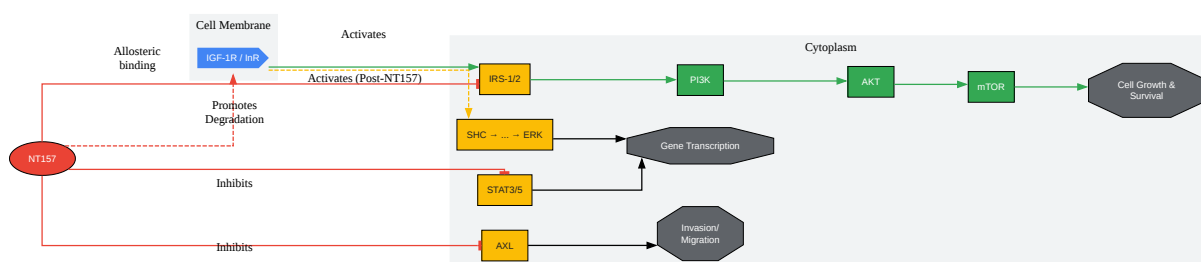 Cell Membrane
Activates
Cytoplasm
Allosteric
binding
IGF-1R / InR
Activates (Post-NT157)
IRS-1/2
PI3K
AKT
mTOR
Cell Growth &
Survival
Promotes
Degradation
SHC → ... → ERK
Gene Transcription
NT157
Inhibits
STAT3/5
Invasion/
Migration
Inhibits
AXL